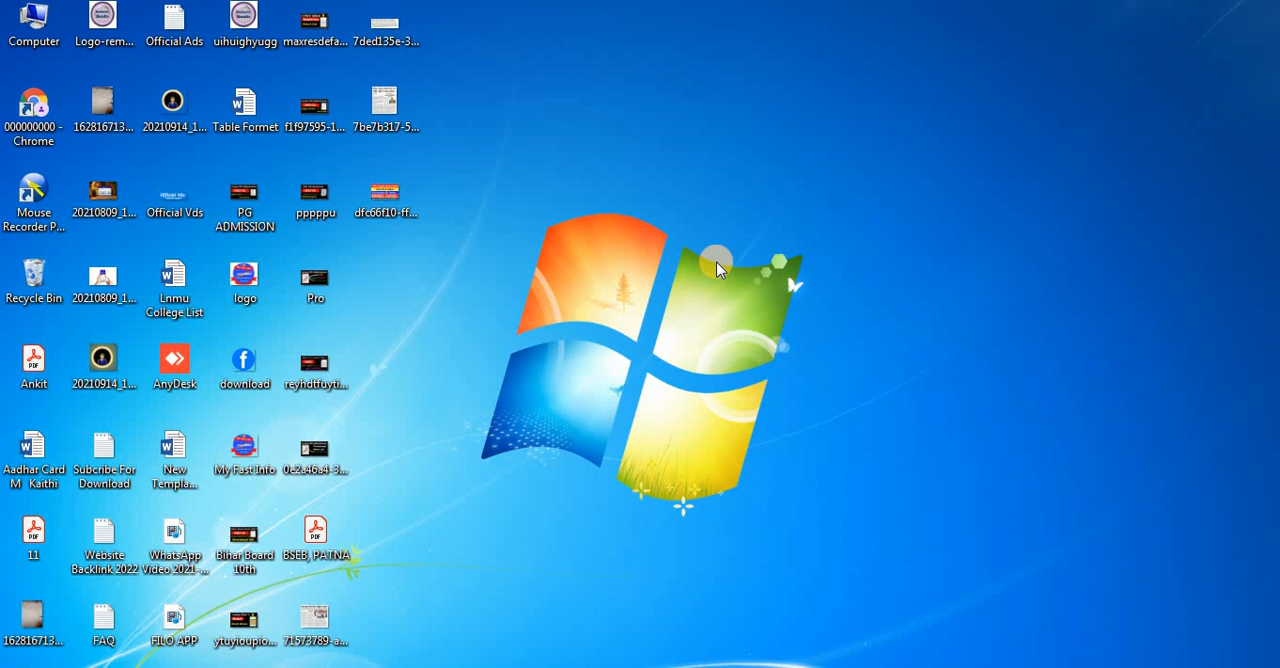 Computer
Logo-rem...
Official Ads
uihuighyugg
maxresdefa...
7ded135e-3...
000000000 -
Chrome
162816713...
20210914_1...
Table Formet
f1f97595-1...
7be7b317-5...
Mouse
Recorder P...
20210809_1...
Official Vds
PG
ADMISSION
pppppu
dfc66f10-ff...
Recycle Bin
20210809_1...
Lnmu
College List
logo
Pro
Ankit
20210914_1...
AnyDesk
download
reyhdtfuyti...
Aadhar Card
M Kaithi
Subcribe For
Download
New
Templa...
My Fast Info
0c2a46a4-3...
11
Website
Backlink 2022
WhatsApp
Video 2021-...
Bihar Board
10th
BSEB, PATNA
162816713...
FAQ
FILO APP
ytuyioupio...
71573789-a...